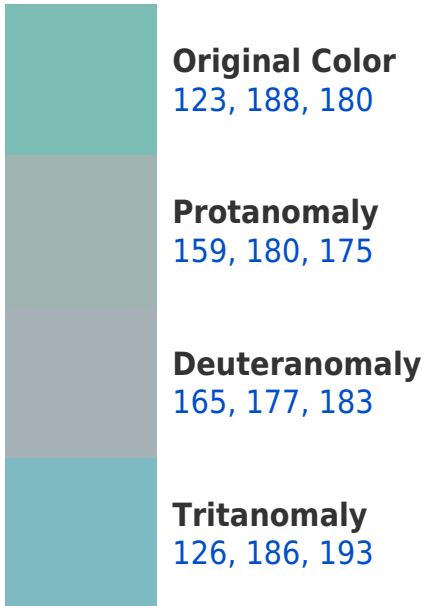 Original Color
123, 188, 180
Protanomaly
159, 180, 175
Deuteranomaly
165, 177, 183
Tritanomaly
126, 186, 193